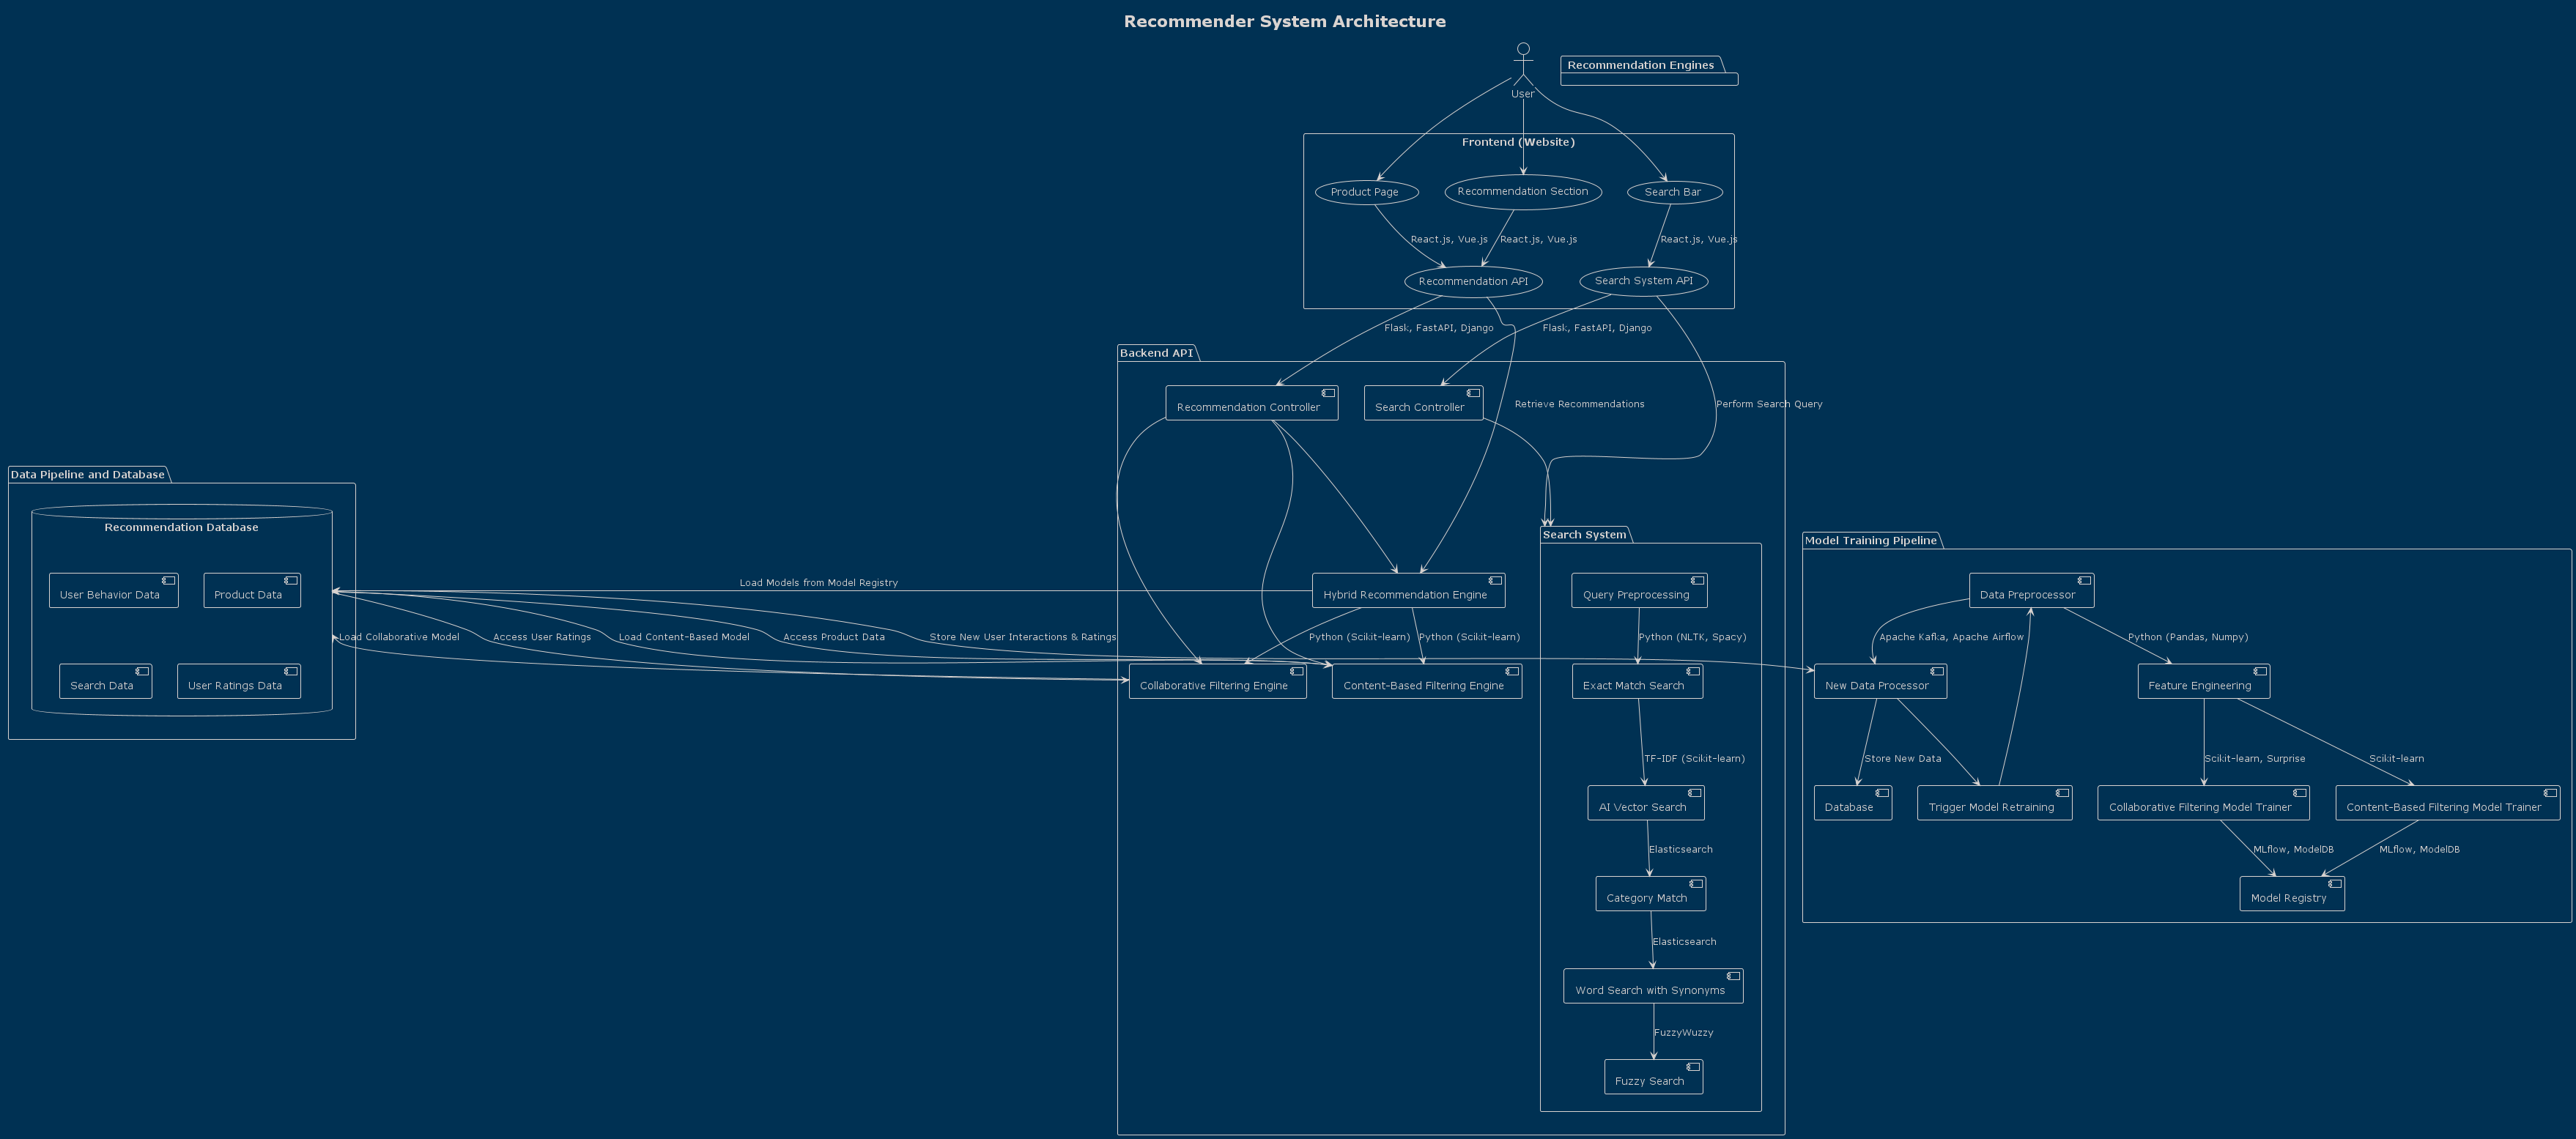 Recommender System Architecture
User
Recommendation Engines
Frontend (Website)
Product Page
Recommendation Section
Search Bar
React.js, Vue.js
React.js, Vue.js
React.js, Vue.js
Recommendation API
Search System API
Flask, FastAPI, Django
Flask, FastAPI, Django
Backend API
Recommendation Controller
Search Controller
Retrieve Recommendations
Perform Search Query
Data Pipeline and Database
Recommendation Database
User Behavior Data
Product Data
Search Data
User Ratings Data
Load Models from Model Registry
Load Collaborative Model
Access User Ratings
Load Content-Based Model
Access Product Data
Store New User Interactions & Ratings
Hybrid Recommendation Engine
Python (Scikit-learn)
Python (Scikit-learn)
Collaborative Filtering Engine
Content-Based Filtering Engine
Search System
Query Preprocessing
Python (NLTK, Spacy)
Exact Match Search
TF-IDF (Scikit-learn)
AI Vector Search
Elasticsearch
Category Match
Elasticsearch
Word Search with Synonyms
FuzzyWuzzy
Fuzzy Search
Model Training Pipeline
Data Preprocessor
Apache Kafka, Apache Airflow
Python (Pandas, Numpy)
New Data Processor
Feature Engineering
Store New Data
Scikit-learn, Surprise
Scikit-learn
Database
Trigger Model Retraining
Collaborative Filtering Model Trainer
Content-Based Filtering Model Trainer
MLflow, ModelDB
MLflow, ModelDB
Model Registry